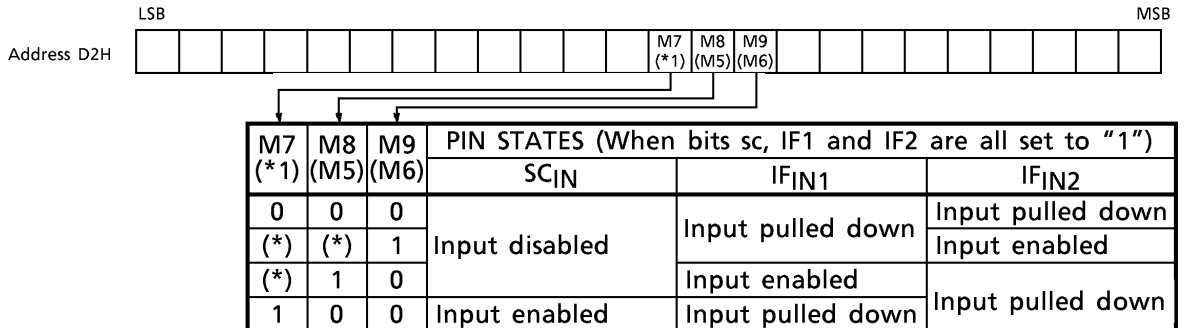 LSB MSB
Address D2H M7 M8 M9
(*1) (M5) (M6)
M7 M8 M9 PIN STATES (When bits sc, IF1 and IF2 are all set to "1")
(*1) (M5) (M6) SCIN IFIN1 IFIN2
0 0 0 Input disabled Input pulled down Input pulled down
(*) (*) 1 Input enabled
(*) 1 0 Input enabled Input pulled down
1 0 0 Input enabled Input pulled down